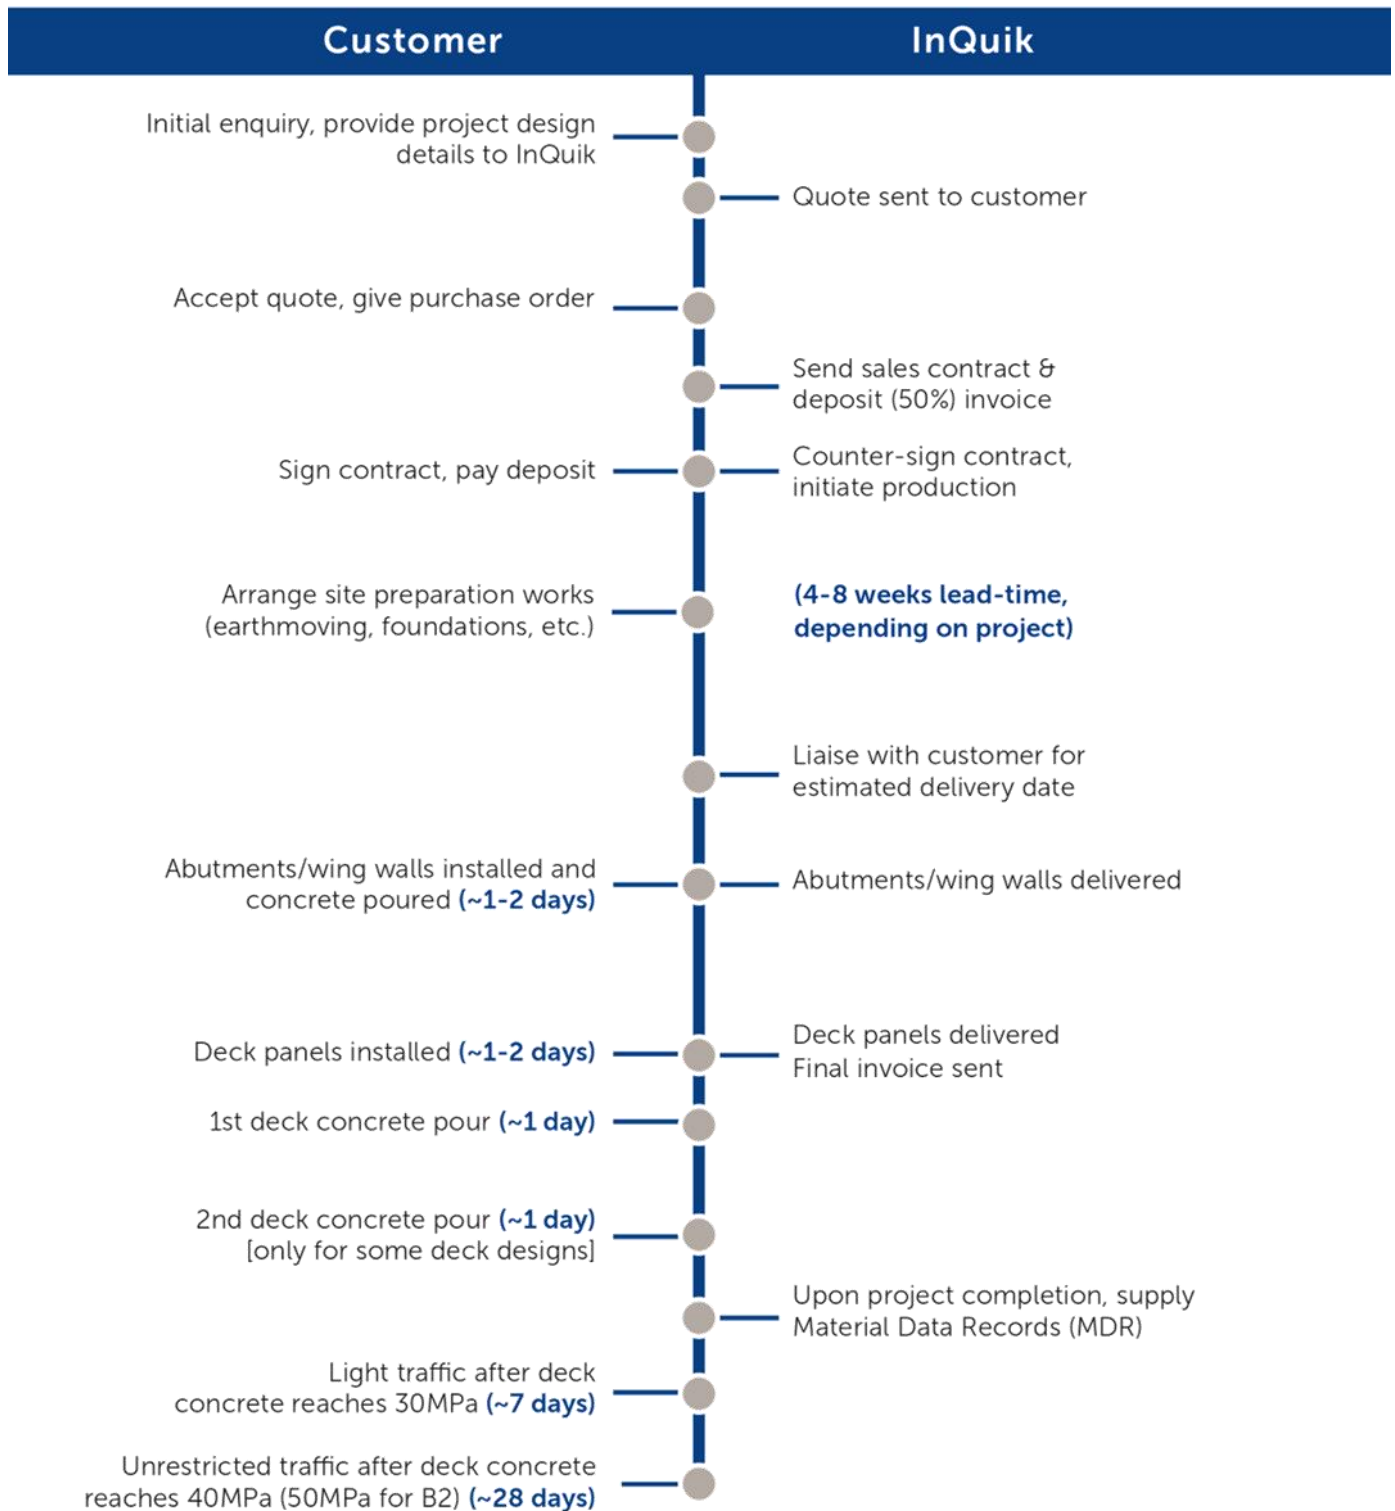 Customer
InQuik
Initial enquiry, provide project design
details to InQuik
Quote sent to customer
Accept quote, give purchase order
Send sales contract &
deposit (50%) invoice
Sign contract, pay deposit
Counter-sign contract,
initiate production
Arrange site preparation works
(earthmoving, foundations, etc.)
(4-8 weeks lead-time,
depending on project)
Liaise with customer for
estimated delivery date
Abutments/wing walls installed and
concrete poured (~1-2 days)
Abutments/wing walls delivered
Deck panels installed (~1-2 days)
Deck panels delivered
Final invoice sent
1st deck concrete pour (~1 day)
2nd deck concrete pour (~1 day)
[only for some deck designs]
Upon project completion, supply
Material Data Records (MDR)
Light traffic after deck
concrete reaches 30MPa (~7 days)
Unrestricted traffic after deck concrete
reaches 40MPa (50MPa for B2) (~28 days)